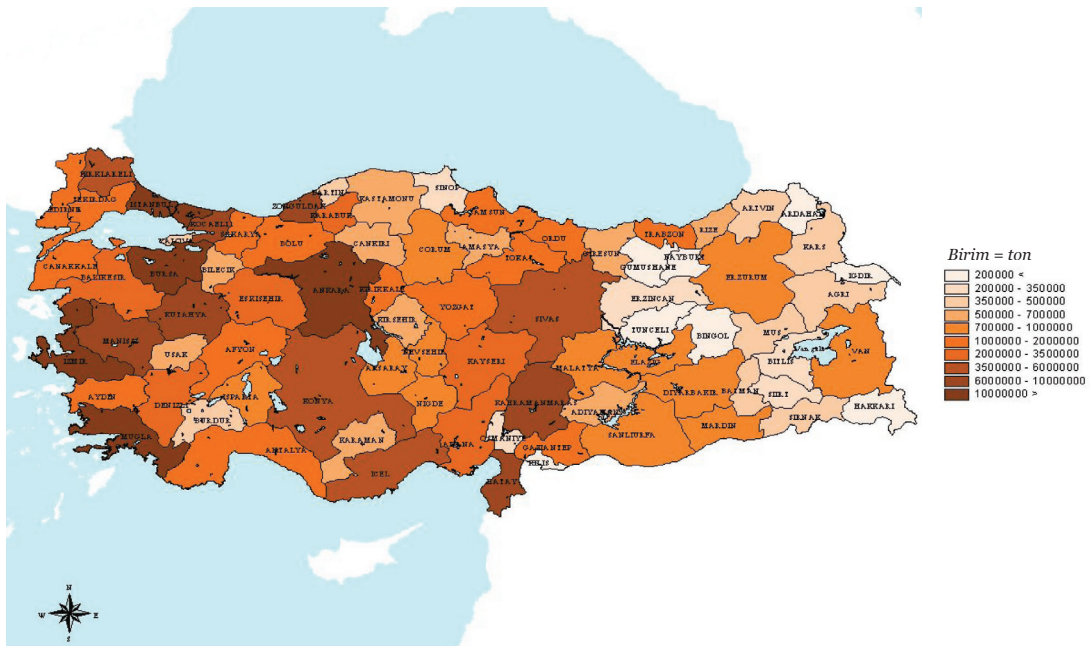 KIRKLARELI
EDIRNE
TEKIRDAG
ISTANBUL
KOCAELI
YALOVA
SAKARYA
ZONGULDAK
BARTIN
KARABUK
KASTAMONU
SINOP
SAMSUN
BOLU
CANKIRI
CORUM
AMASYA
TOKAT
ORDU
GIRESUN
TRABZON
RIZE
ARTVIN
ARDAHAN
KARS
GUMUSHANE
BAYBURT
ERZURUM
IGDIR
AGRI
CANAKKALE
BALIKESIR
BURSA
BILECIK
ESKISEHIR
ANKARA
KIRIKKALE
YOZGAT
SIVAS
ERZINCAN
TUNCELI
BINGOL
MUS
BITLIS
Van golu
VAN
KUTAHYA
MANISA
IZMIR
USAK
AFYON
KIRSEHIR
NEVSEHIR
AKSARAY
KAYSERI
MALATYA
ELAZIG
DIYARBAKIR
BATMAN
SIIRT
SIRNAK
HAKKARI
AYDIN
DENIZLI
ISPARTA
BURDUR
KONYA
NIGDE
KAHRAMANMARAS
ADIYAMAN
SANLIURFA
MARDIN
MUGLA
ANTALYA
KARAMAN
ICEL
ADANA
OSMANIYE
GAZIANTEP
KILIS
HATAY
Birim = ton
200000 <
200000 - 350000
350000 - 500000
500000 - 700000
700000 - 1000000
1000000 - 2000000
2000000 - 3500000
3500000 - 6000000
6000000 - 10000000
10000000 >
N
W E
S